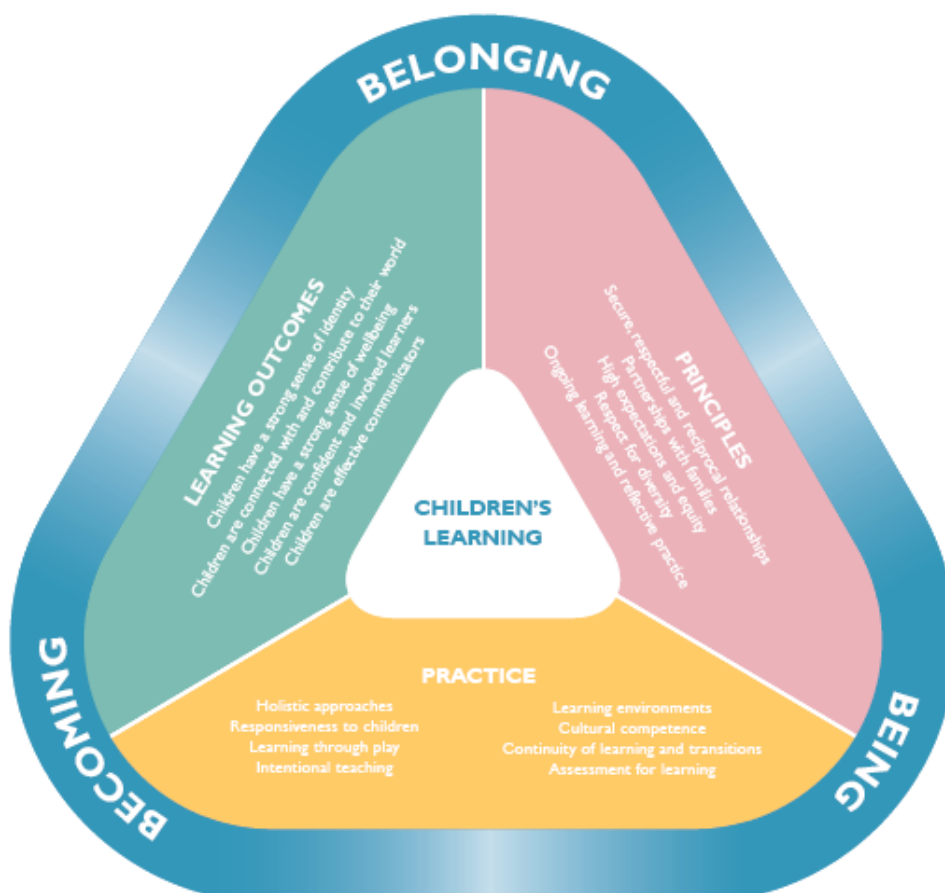 BELONGING
LEARNING OUTCOMES
Children have a strong sense of identity
Children are connected with and contribute to their world
Children have a strong sense of wellbeing
Children are confident and involved learners
Children are effective communicators
PRINCIPLES
Secure, respectful and reciprocal relationships
Partnerships with families
High expectations and equity
Respect for diversity
Ongoing learning and reflective practice
CHILDREN'S
LEARNING
PRACTICE
Holistic approaches
Responsiveness to children
Learning through play
Intentional teaching
Learning environments
Cultural competence
Continuity of learning and transitions
Assessment for learning
BECOMING
BEING